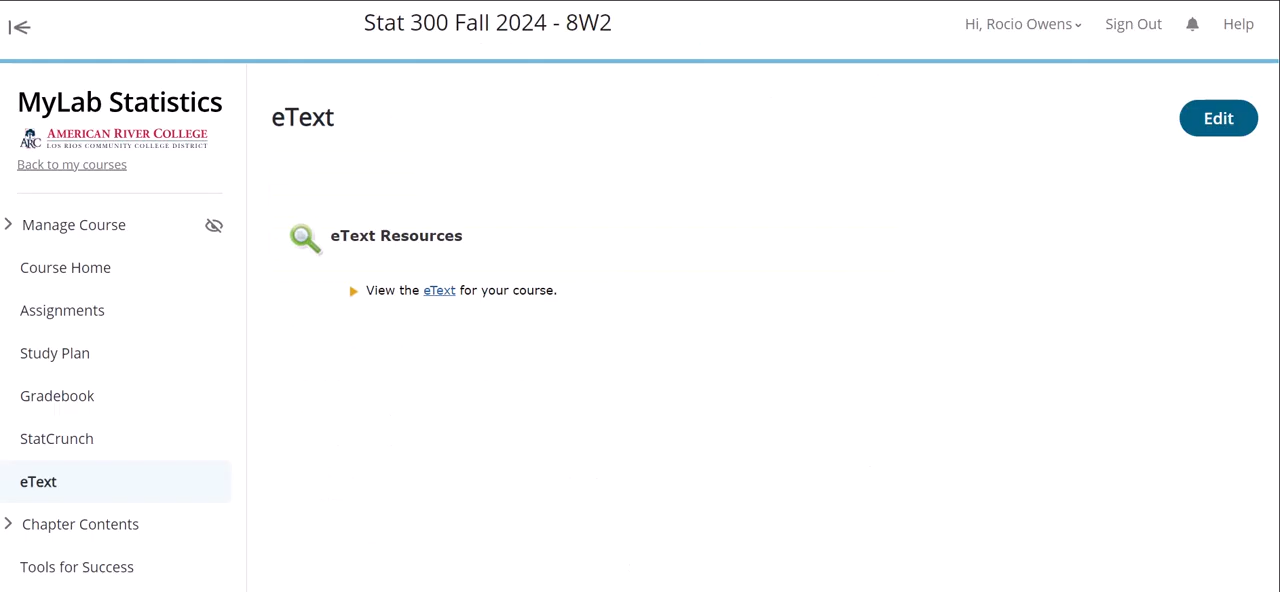 Stat 300 Fall 2024 - 8W2
Hi, Rocio Owens
Sign Out
Help
MyLab Statistics
ARC
AMERICAN RIVER COLLEGE
LOS RIOS COMMUNITY COLLEGE DISTRICT
Back to my courses
Manage Course
Course Home
Assignments
Study Plan
Gradebook
StatCrunch
eText
Chapter Contents
Tools for Success
eText
Edit
eText Resources
View the eText for your course.